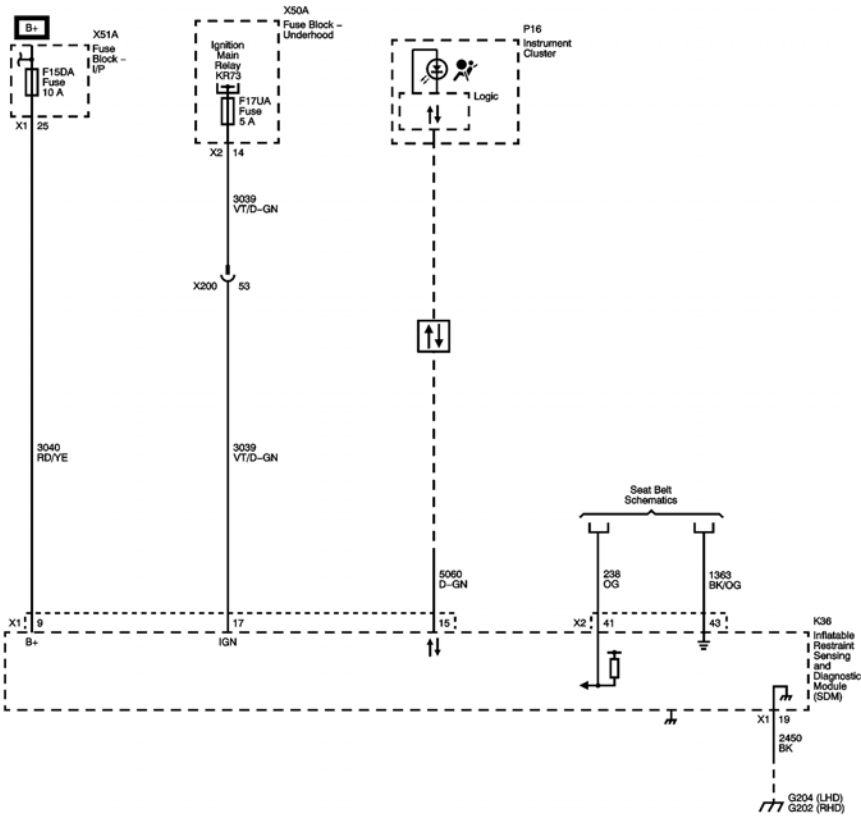 B+
X51A
Fuse
Block –
I/P
F15DA
Fuse
10 A
X1 25
X50A
Fuse Block –
Underhood
Ignition
Main
Relay
KR73
F17UA
Fuse
5 A
X2 14
P16
Instrument
Cluster
Logic
3039
VT/D–GN
X200 53
3040
RD/YE
3039
VT/D–GN
Seat Belt
Schematics
5060
D–GN
238
OG
1363
BK/OG
X1 9 17 15 X2 41 43
B+ IGN
K36
Inflatable
Restraint
Sensing
and
Diagnostic
Module
(SDM)
X1 19
2450
BK
G204 (LHD)
G202 (RHD)